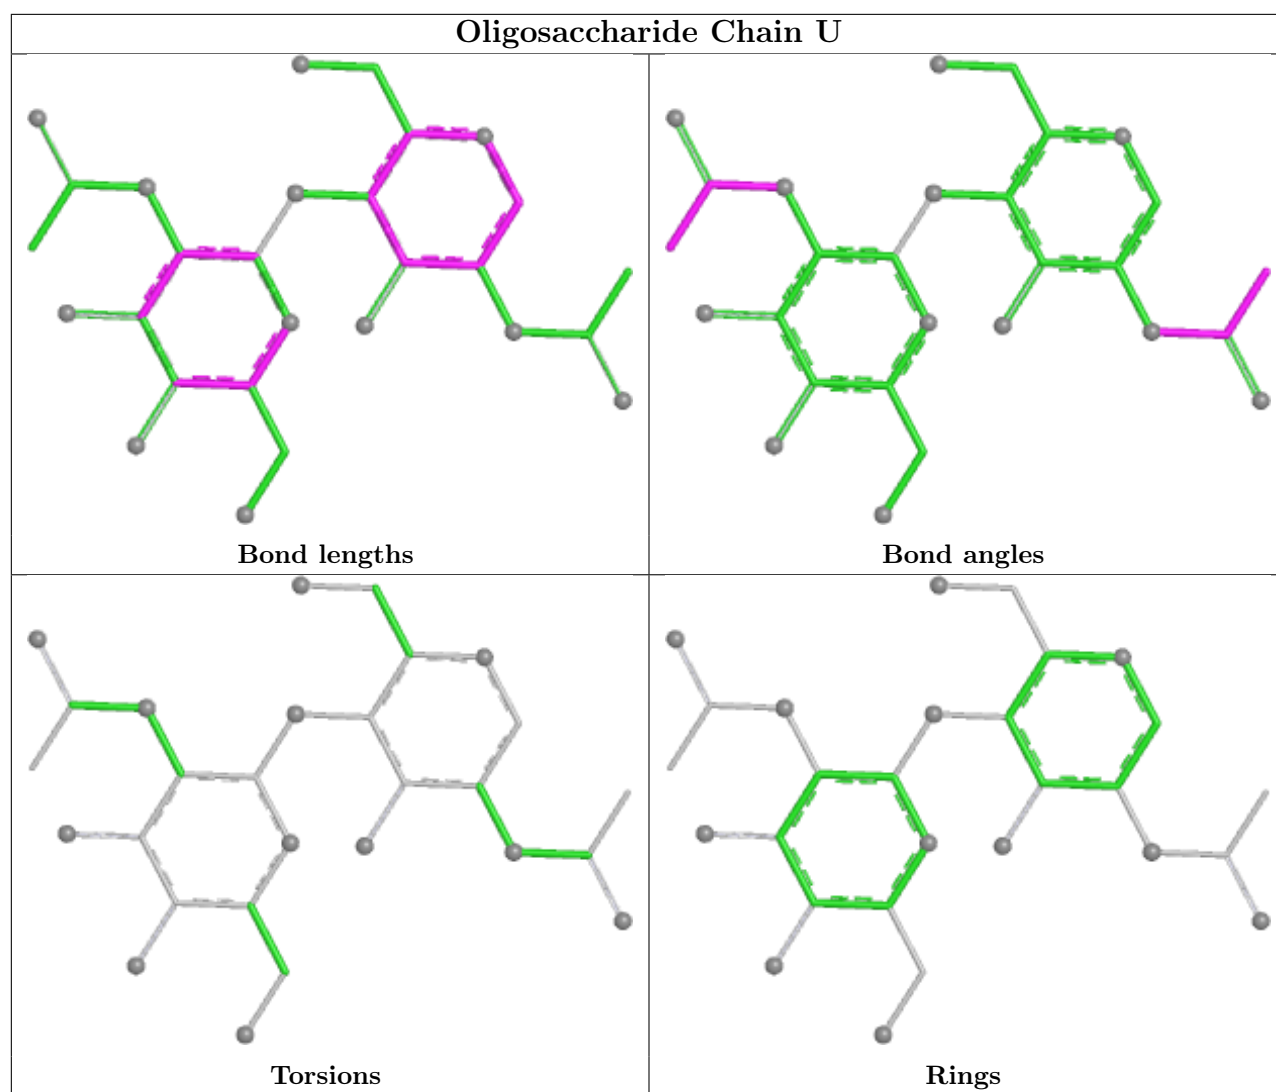 Oligosaccharide Chain U
Bond lengths
Bond angles
Torsions
Rings